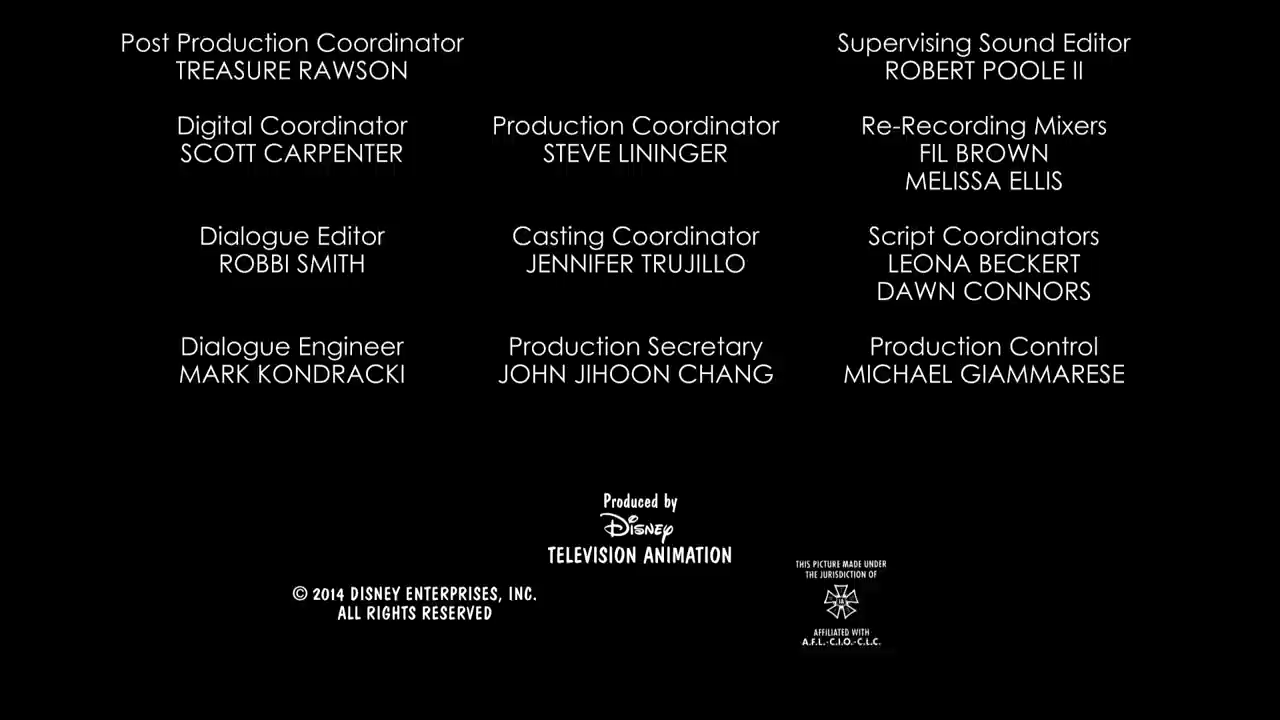 Post Production Coordinator
TREASURE RAWSON
Supervising Sound Editor
ROBERT POOLE II
Digital Coordinator
SCOTT CARPENTER
Production Coordinator
STEVE LININGER
Re-Recording Mixers
FIL BROWN
MELISSA ELLIS
Dialogue Editor
ROBBI SMITH
Casting Coordinator
JENNIFER TRUJILLO
Script Coordinators
LEONA BECKERT
DAWN CONNORS
Dialogue Engineer
MARK KONDRACKI
Production Secretary
JOHN JIHOON CHANG
Production Control
MICHAEL GIAMMARESE
Produced by
DISNEY
TELEVISION ANIMATION
© 2014 DISNEY ENTERPRISES, INC.
ALL RIGHTS RESERVED
THIS PICTURE MADE UNDER
THE JURISDICTION OF
IA
AFFILIATED WITH
A.F.L.-C.I.O.-C.L.C.